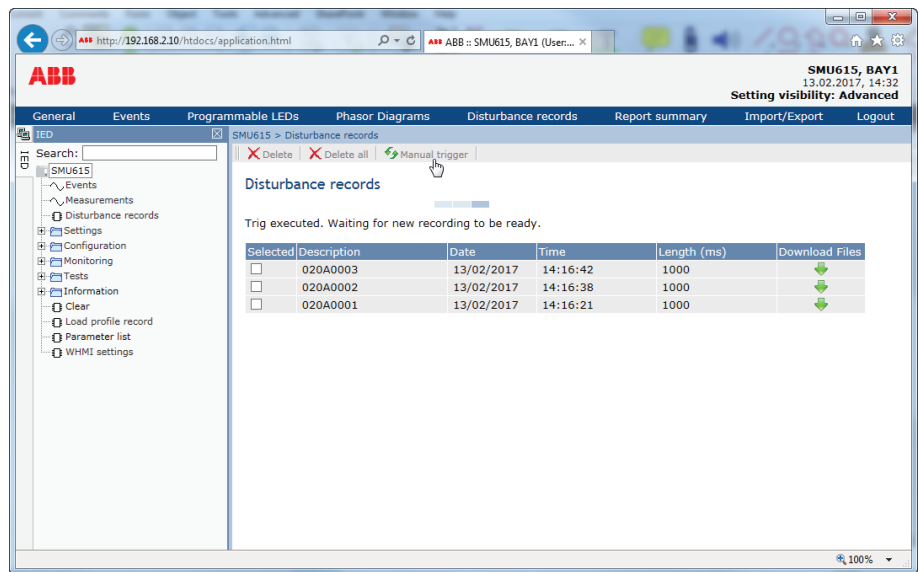 http://192.168.2.10/htdocs/application.html
ABB ABB :: SMU615, BAY1 (User:...
ABB
SMU615, BAY1
13.02.2017, 14:32
Setting visibility: Advanced
General Events Programmable LEDs Phasor Diagrams Disturbance records Report summary Import/Export Logout
IED
IED
SMU615 > Disturbance records
Search:
Delete Delete all Manual trigger
SMU615
Events
Measurements
Disturbance records
Settings
Configuration
Monitoring
Tests
Information
Clear
Load profile record
Parameter list
WHMI settings
Disturbance records
Trig executed. Waiting for new recording to be ready.
Selected Description Date Time Length (ms) Download Files
020A0003 13/02/2017 14:16:42 1000
020A0002 13/02/2017 14:16:38 1000
020A0001 13/02/2017 14:16:21 1000
100%